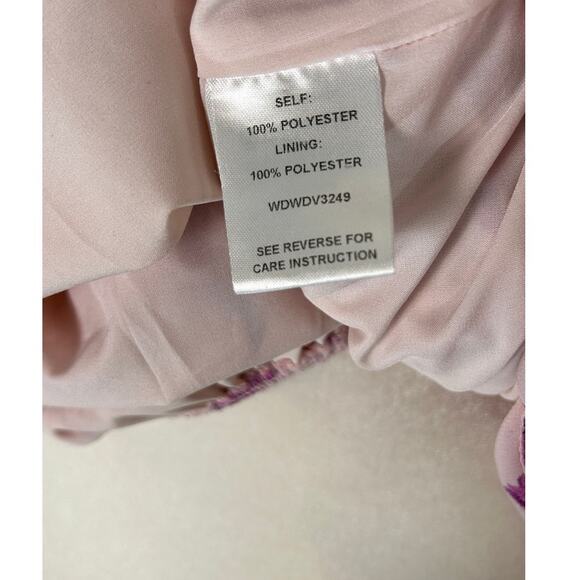 SELF:
100% POLYESTER
LINING:
100% POLYESTER
WDWDV3249
SEE REVERSE FOR
CARE INSTRUCTION